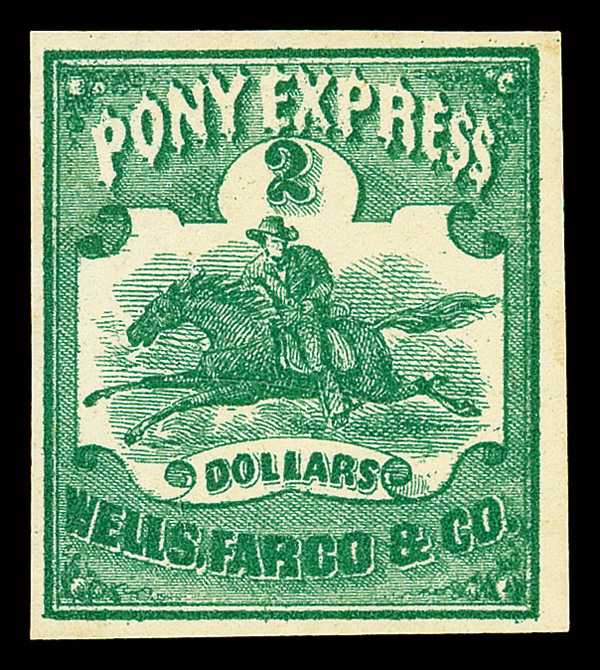 PONY EXPRESS
2
DOLLARS
WELLS, FARGO & CO.